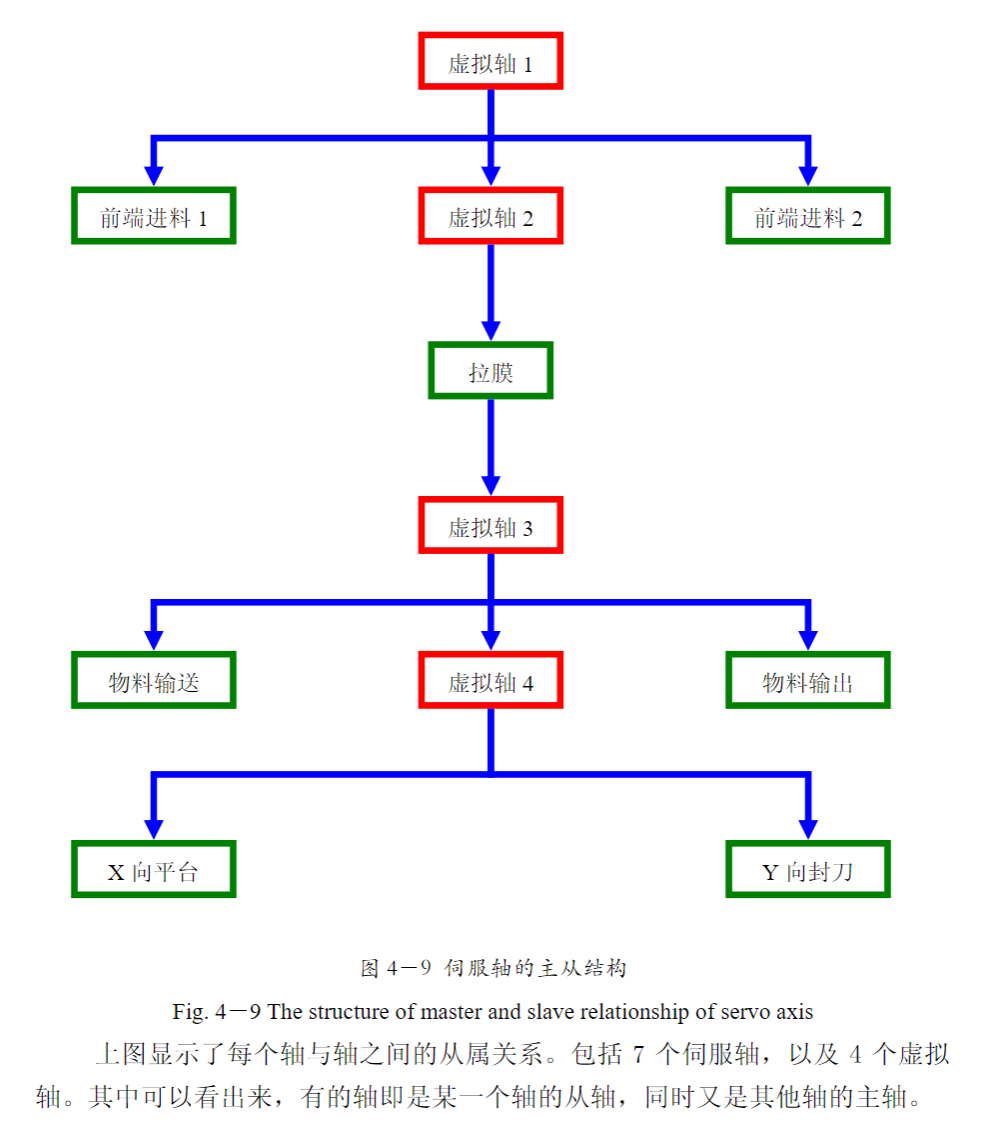 虚拟轴 1
前端进料 1
虚拟轴 2
前端进料 2
拉膜
虚拟轴 3
物料输送
虚拟轴 4
物料输出
X 向平台
Y 向封刀
图 4－9 伺服轴的主从结构
Fig. 4－9 The structure of master and slave relationship of servo axis
上图显示了每个轴与轴之间的从属关系。包括 7 个伺服轴，以及 4 个虚拟
轴。其中可以看出来，有的轴即是某一个轴的从轴，同时又是其他轴的主轴。